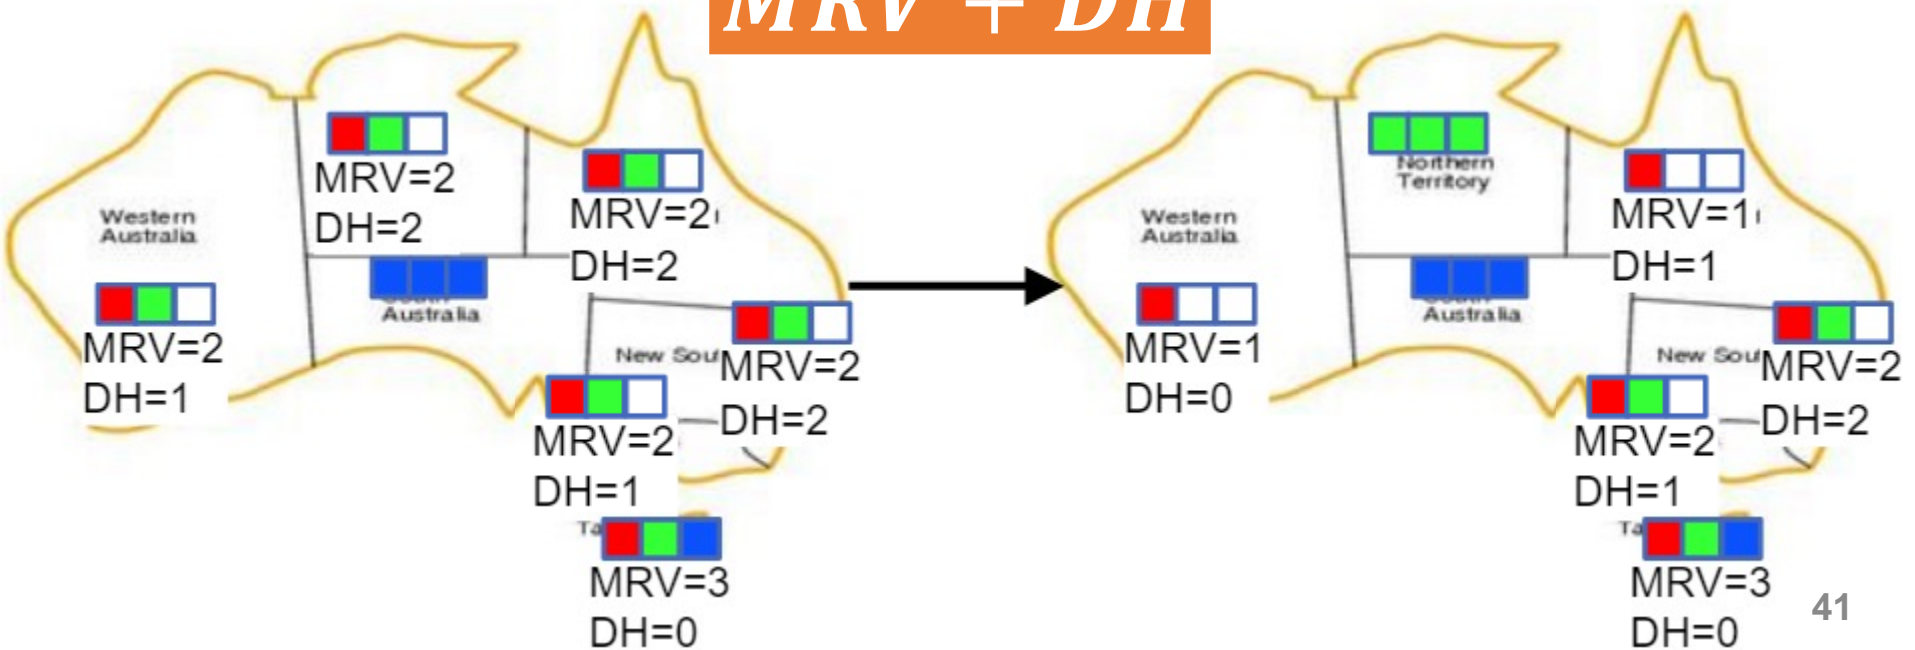 MRV + DH
MRV=2
DH=2
MRV=2
DH=2
Western
Australia
MRV=2
DH=1
Australia
New Sou
MRV=2
DH=2
MRV=2
DH=1
Ta
MRV=3
DH=0
Northern
Territory
MRV=1
DH=1
Western
Australia
MRV=1
DH=0
South
Australia
New Sou
MRV=2
DH=2
MRV=2
DH=1
Ta
MRV=3
DH=0
41